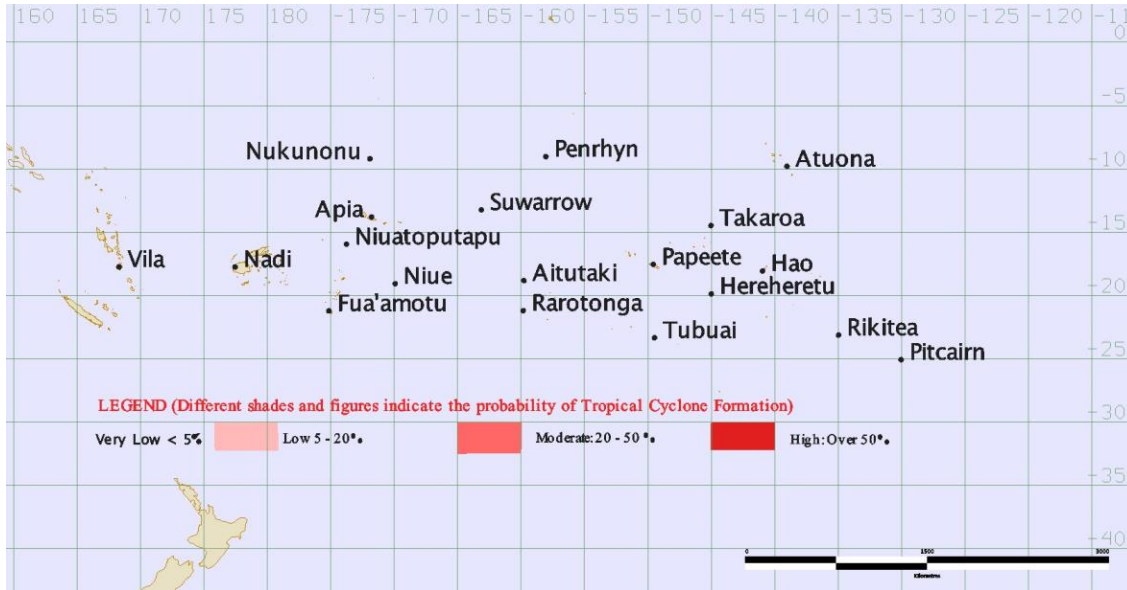 160 165 170 175 180 -175 -170 -165 -160 -155 -150 -145 -140 -135 -130 -125 -120 -11
0
-5
Nukunonu Penrhyn Atuona -10
Apia Suwarrow Takaroa -15
Vila Nadi Niuatoputapu Niue Aitutaki Papeete Hao
Fua'amotu Rarotonga Hereheretu -20
Tubuai Rikitea
Pitcairn -25
LEGEND (Different shades and figures indicate the probability of Tropical Cyclone Formation)
-30
Very Low < 5% Low 5 - 20% Moderate: 20 - 50 % High: Over 50%
-35
-40
0 1500 3000
Kilometres